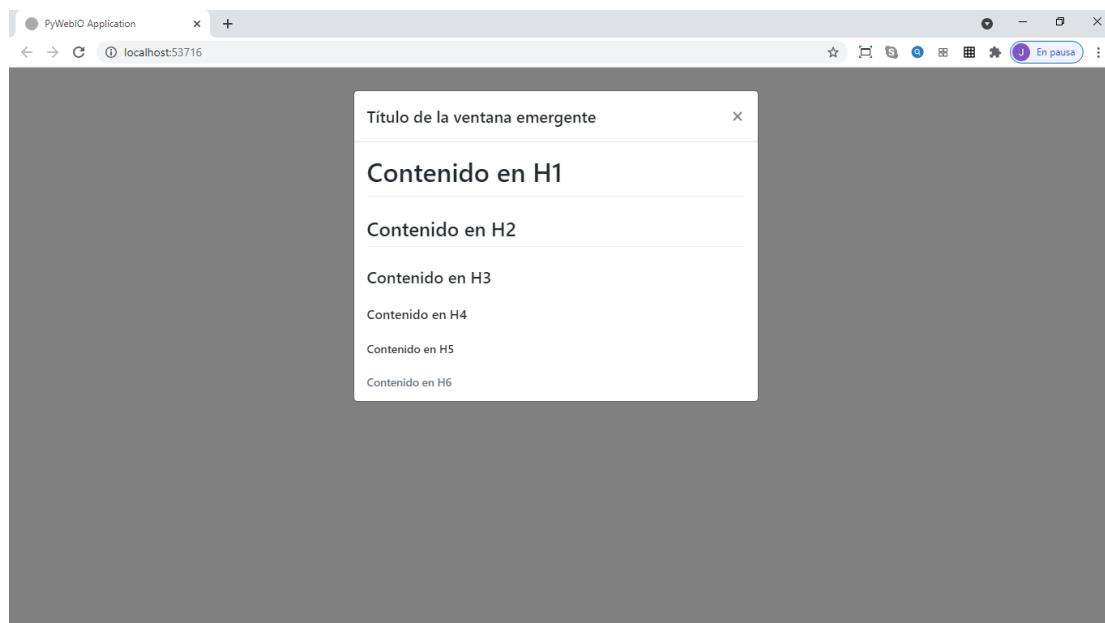 PyWebIO Application
localhost:53716
J En pausa
Título de la ventana emergente
Contenido en H1
Contenido en H2
Contenido en H3
Contenido en H4
Contenido en H5
Contenido en H6